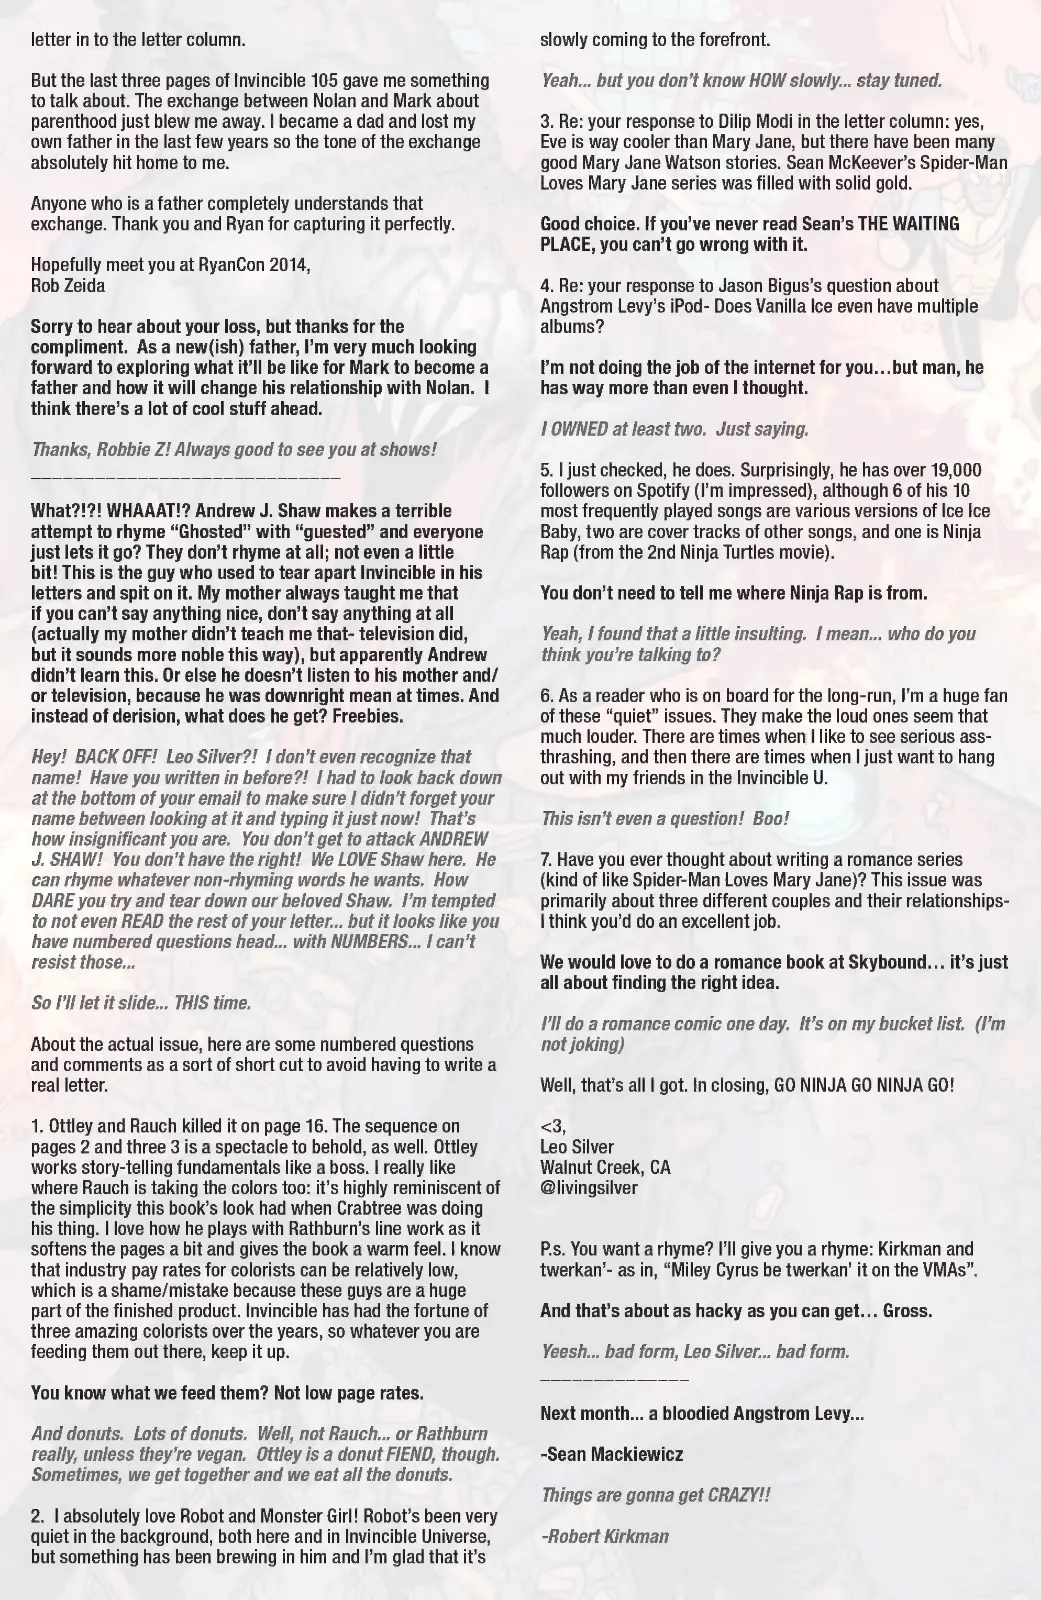 letter in to the letter column.
But the last three pages of Invincible 105 gave me something
to talk about. The exchange between Nolan and Mark about
parenthood just blew me away. I became a dad and lost my
own father in the last few years so the tone of the exchange
absolutely hit home to me.
Anyone who is a father completely understands that
exchange. Thank you and Ryan for capturing it perfectly.
Hopefully meet you at RyanCon 2014,
Rob Zeida
Sorry to hear about your loss, but thanks for the
compliment.  As a new(ish) father, I'm very much looking
forward to exploring what it'll be like for Mark to become a
father and how it will change his relationship with Nolan.  I
think there's a lot of cool stuff ahead.
Thanks, Robbie Z! Always good to see you at shows!
_____________________________
What?!?! WHAAAT!? Andrew J. Shaw makes a terrible
attempt to rhyme “Ghosted” with “guested” and everyone
just lets it go? They don't rhyme at all; not even a little
bit! This is the guy who used to tear apart Invincible in his
letters and spit on it. My mother always taught me that
if you can't say anything nice, don't say anything at all
(actually my mother didn't teach me that- television did,
but it sounds more noble this way), but apparently Andrew
didn't learn this. Or else he doesn't listen to his mother and/
or television, because he was downright mean at times. And
instead of derision, what does he get? Freebies.
Hey!  BACK OFF!  Leo Silver?!  I don't even recognize that
name!  Have you written in before?!  I had to look back down
at the bottom of your email to make sure I didn't forget your
name between looking at it and typing it just now!  That's
how insignificant you are.  You don't get to attack ANDREW
J. SHAW!  You don't have the right!  We LOVE Shaw here.  He
can rhyme whatever non-rhyming words he wants.  How
DARE you try and tear down our beloved Shaw.  I'm tempted
to not even READ the rest of your letter... but it looks like you
have numbered questions head... with NUMBERS... I can't
resist those...
So I'll let it slide... THIS time.
About the actual issue, here are some numbered questions
and comments as a sort of short cut to avoid having to write a
real letter.
1. Ottley and Rauch killed it on page 16. The sequence on
pages 2 and three 3 is a spectacle to behold, as well. Ottley
works story-telling fundamentals like a boss. I really like
where Rauch is taking the colors too: it's highly reminiscent of
the simplicity this book's look had when Crabtree was doing
his thing. I love how he plays with Rathburn's line work as it
softens the pages a bit and gives the book a warm feel. I know
that industry pay rates for colorists can be relatively low,
which is a shame/mistake because these guys are a huge
part of the finished product. Invincible has had the fortune of
three amazing colorists over the years, so whatever you are
feeding them out there, keep it up.
You know what we feed them? Not low page rates.
And donuts.  Lots of donuts.  Well, not Rauch... or Rathburn
really, unless they're vegan.  Ottley is a donut FIEND, though.
Sometimes, we get together and we eat all the donuts.
2.  I absolutely love Robot and Monster Girl! Robot's been very
quiet in the background, both here and in Invincible Universe,
but something has been brewing in him and I'm glad that it's
slowly coming to the forefront.
Yeah... but you don't know HOW slowly... stay tuned.
3. Re: your response to Dilip Modi in the letter column: yes,
Eve is way cooler than Mary Jane, but there have been many
good Mary Jane Watson stories. Sean McKeever's Spider-Man
Loves Mary Jane series was filled with solid gold.
Good choice. If you've never read Sean's THE WAITING
PLACE, you can't go wrong with it.
4. Re: your response to Jason Bigus's question about
Angstrom Levy's iPod- Does Vanilla Ice even have multiple
albums?
I'm not doing the job of the internet for you...but man, he
has way more than even I thought.
I OWNED at least two.  Just saying.
5. I just checked, he does. Surprisingly, he has over 19,000
followers on Spotify (I'm impressed), although 6 of his 10
most frequently played songs are various versions of Ice Ice
Baby, two are cover tracks of other songs, and one is Ninja
Rap (from the 2nd Ninja Turtles movie).
You don't need to tell me where Ninja Rap is from.
Yeah, I found that a little insulting.  I mean... who do you
think you're talking to?
6. As a reader who is on board for the long-run, I'm a huge fan
of these “quiet” issues. They make the loud ones seem that
much louder. There are times when I like to see serious ass-
thrashing, and then there are times when I just want to hang
out with my friends in the Invincible U.
This isn't even a question!  Boo!
7. Have you ever thought about writing a romance series
(kind of like Spider-Man Loves Mary Jane)? This issue was
primarily about three different couples and their relationships-
I think you'd do an excellent job.
We would love to do a romance book at Skybound... it's just
all about finding the right idea.
I'll do a romance comic one day.  It's on my bucket list.  (I'm
not joking)
Well, that's all I got. In closing, GO NINJA GO NINJA GO!
<3,
Leo Silver
Walnut Creek, CA
@livingsilver
P.s. You want a rhyme? I'll give you a rhyme: Kirkman and
twerkan'- as in, “Miley Cyrus be twerkan' it on the VMAs”.
And that's about as hacky as you can get... Gross.
Yeesh... bad form, Leo Silver... bad form.
______________
Next month... a bloodied Angstrom Levy...
-Sean Mackiewicz
Things are gonna get CRAZY!!
-Robert Kirkman